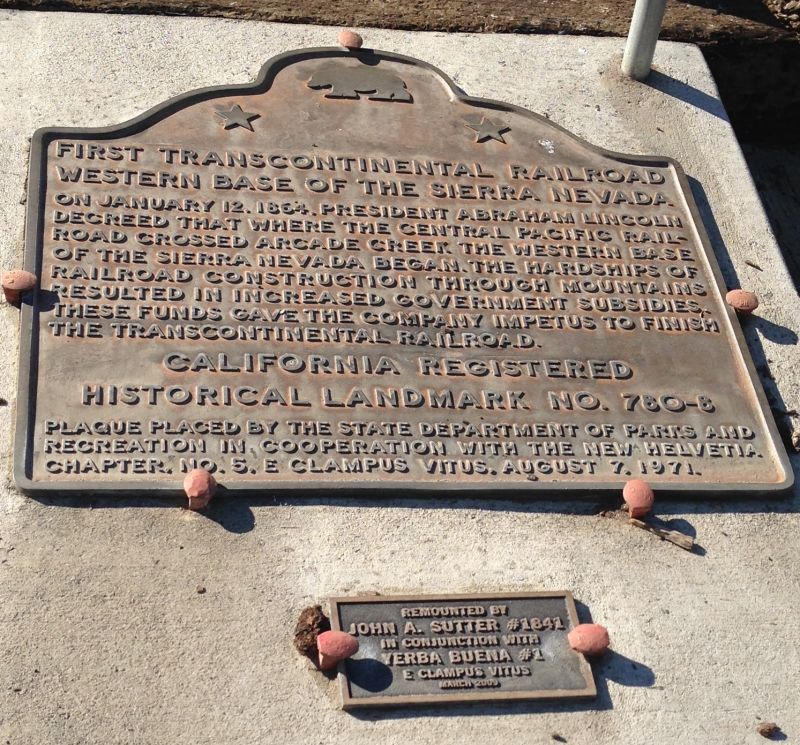 FIRST TRANSCONTINENTAL RAILROAD
WESTERN BASE OF THE SIERRA NEVADA
ON JANUARY 12, 1864, PRESIDENT ABRAHAM LINCOLN
DECREED THAT WHERE THE CENTRAL PACIFIC RAIL-
ROAD CROSSED ARCADE CREEK THE WESTERN BASE
OF THE SIERRA NEVADA BEGAN. THE HARDSHIPS OF
RAILROAD CONSTRUCTION THROUGH MOUNTAINS
RESULTED IN INCREASED GOVERNMENT SUBSIDIES.
THESE FUNDS GAVE THE COMPANY IMPETUS TO FINISH
THE TRANSCONTINENTAL RAILROAD.
CALIFORNIA REGISTERED
HISTORICAL LANDMARK NO. 780-8
PLAQUE PLACED BY THE STATE DEPARTMENT OF PARKS AND
RECREATION IN COOPERATION WITH THE NEW HELVETIA
CHAPTER, NO. 5, E CLAMPUS VITUS, AUGUST 7, 1971.
REMOUNTED BY
JOHN A. SUTTER #1841
IN CONJUNCTION WITH
YERBA BUENA #1
E CLAMPUS VITUS
MARCH 2009